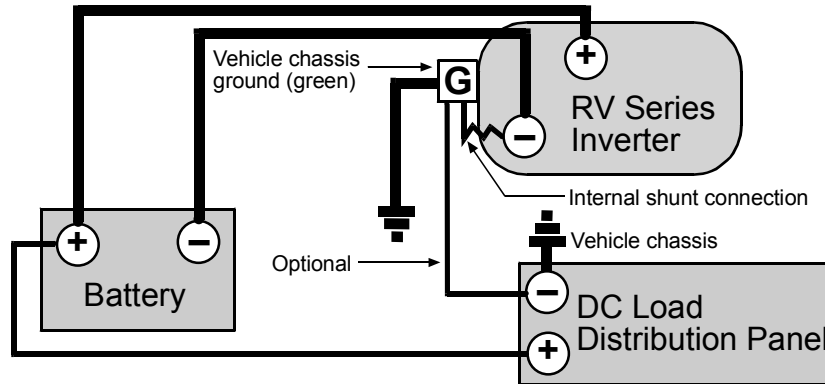 Vehicle chassis
ground (green)
G
+
RV Series
Inverter
−
Internal shunt connection
+
−
Battery
Vehicle chassis
Optional
−
DC Load
Distribution Panel
+